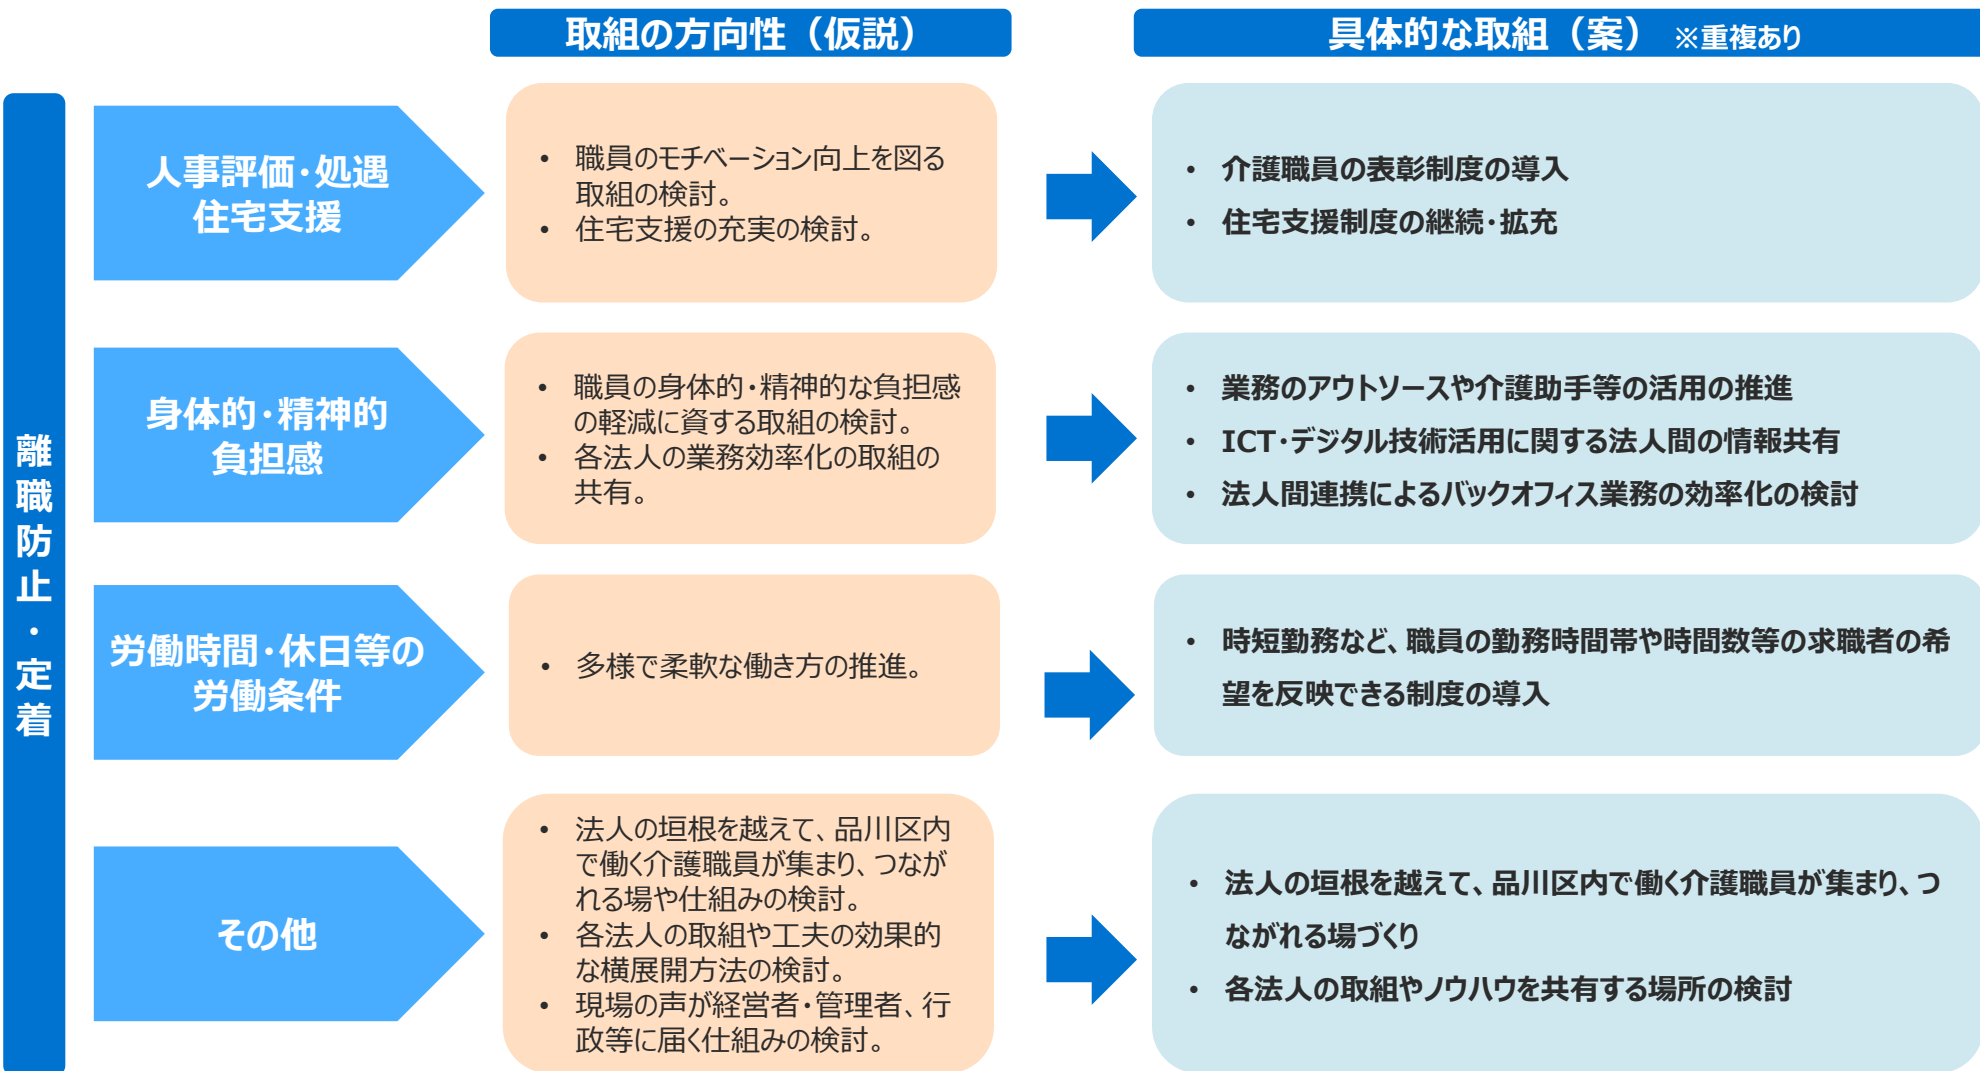 取組の方向性（仮説）
具体的な取組（案） ※重複あり
離職防止・定着
人事評価・処遇
住宅支援
• 職員のモチベーション向上を図る
取組の検討。
• 住宅支援の充実の検討。
• 介護職員の表彰制度の導入
• 住宅支援制度の継続・拡充
身体的・精神的
負担感
• 職員の身体的・精神的な負担感
の軽減に資する取組の検討。
• 各法人の業務効率化の取組の
共有。
• 業務のアウトソースや介護助手等の活用の推進
• ICT・デジタル技術活用に関する法人間の情報共有
• 法人間連携によるバックオフィス業務の効率化の検討
労働時間・休日等の
労働条件
• 多様で柔軟な働き方の推進。
• 時短勤務など、職員の勤務時間帯や時間数等の求職者の希
望を反映できる制度の導入
その他
• 法人の垣根を越えて、品川区内
で働く介護職員が集まり、つなが
れる場や仕組みの検討。
• 各法人の取組や工夫の効果的
な横展開方法の検討。
• 現場の声が経営者・管理者、行
政等に届く仕組みの検討。
• 法人の垣根を越えて、品川区内で働く介護職員が集まり、つ
ながれる場づくり
• 各法人の取組やノウハウを共有する場所の検討